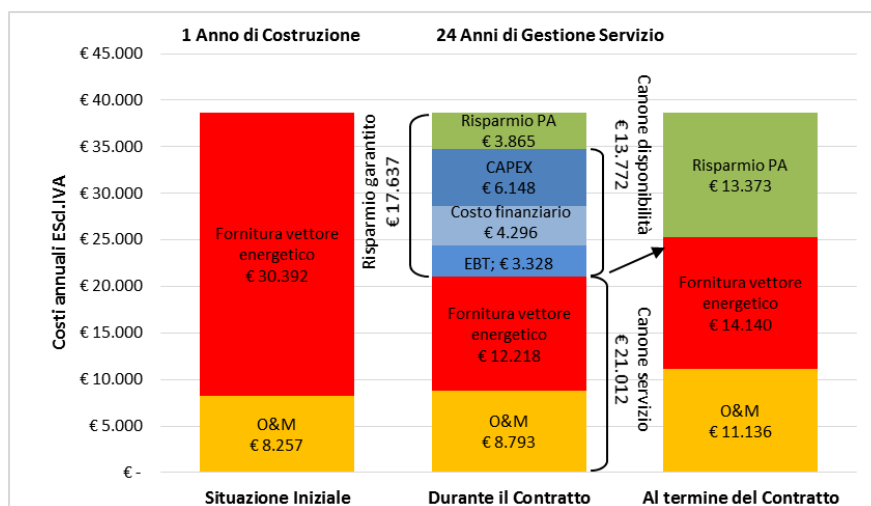 1 Anno di Costruzione
24 Anni di Gestione Servizio
Costi annuali EScl.IVA
€ 45.000
€ 40.000
€ 35.000
€ 30.000
€ 25.000
€ 20.000
€ 15.000
€ 10.000
€ 5.000
€ -
Fornitura vettore
energetico
€ 30.392
O&M
€ 8.257
Risparmio garantito
€ 17.637
Risparmio PA
€ 3.865
CAPEX
€ 6.148
Costo finanziario
€ 4.296
EBT; € 3.328
Fornitura vettore
energetico
€ 12.218
O&M
€ 8.793
Canone disponibilità
€ 13.772
Canone servizio
€ 21.012
Risparmio PA
€ 13.373
Fornitura vettore
energetico
€ 14.140
O&M
€ 11.136
Situazione Iniziale
Durante il Contratto
Al termine del Contratto